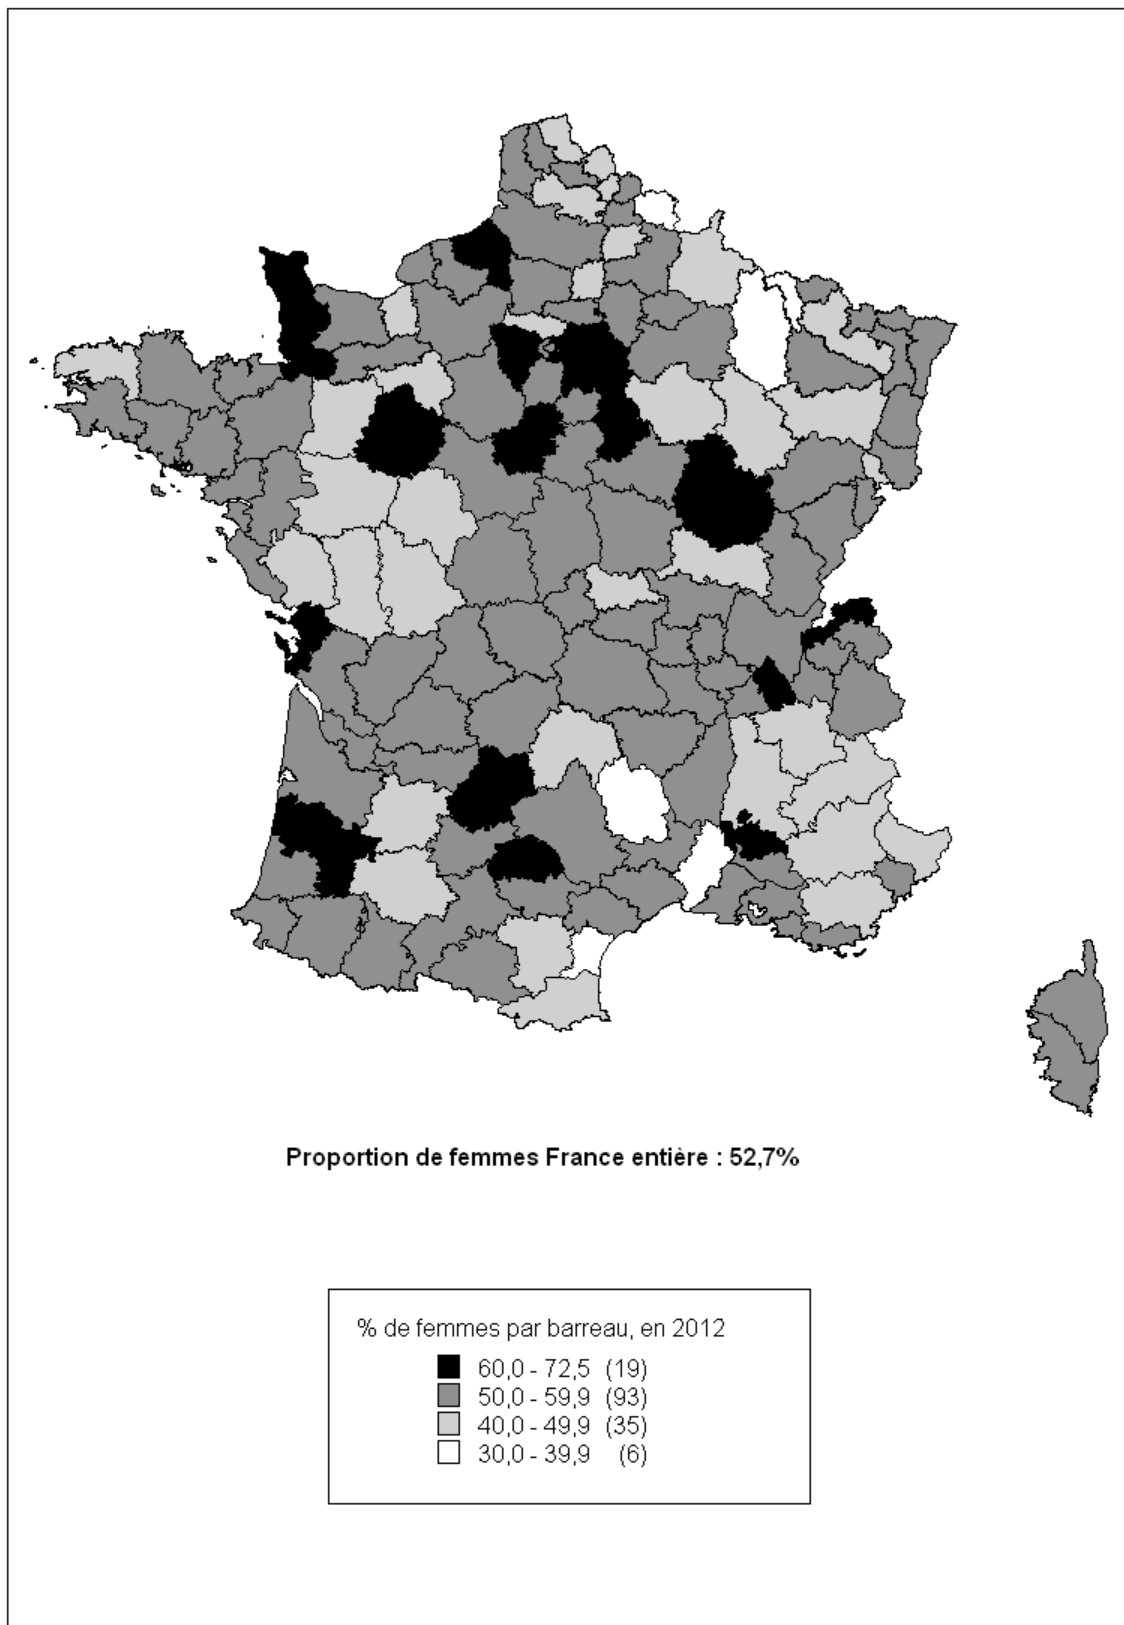 Proportion de femmes France entière : 52,7%
% de femmes par barreau, en 2012
60,0 - 72,5 (19)
50,0 - 59,9 (93)
40,0 - 49,9 (35)
30,0 - 39,9 (6)